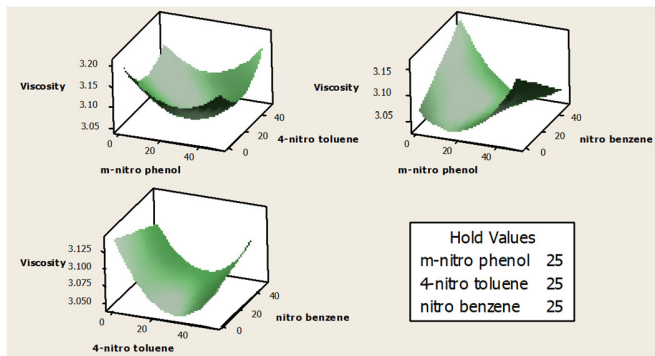 3.20
3.15
Viscosity
3.10
3.05
0
20
40
m-nitro phenol
0
20
40
4-nitro toluene
3.15
Viscosity
3.10
3.05
0
20
40
m-nitro phenol
0
20
40
nitro benzene
3.125
Viscosity
3.100
3.075
3.050
0
20
40
4-nitro toluene
0
20
40
nitro benzene
Hold Values
m-nitro phenol 25
4-nitro toluene 25
nitro benzene 25